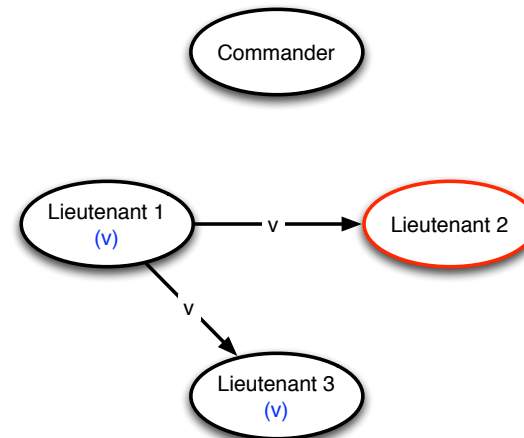 Commander
Lieutenant 1
(v)
v
Lieutenant 2
v
Lieutenant 3
(v)